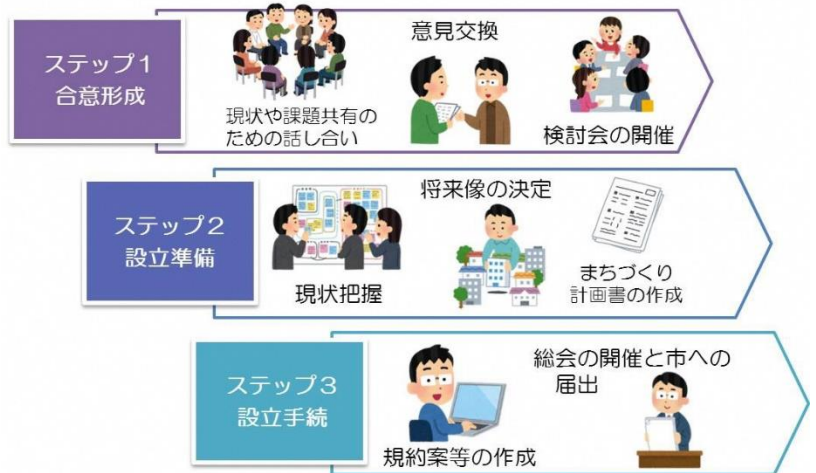 ステップ1
合意形成
現状や課題共有の
ための話し合い
意見交換
検討会の開催
ステップ2
設立準備
現状把握
将来像の決定
まちづくり
計画書の作成
ステップ3
設立手続
規約案等の作成
総会の開催と市への
届出